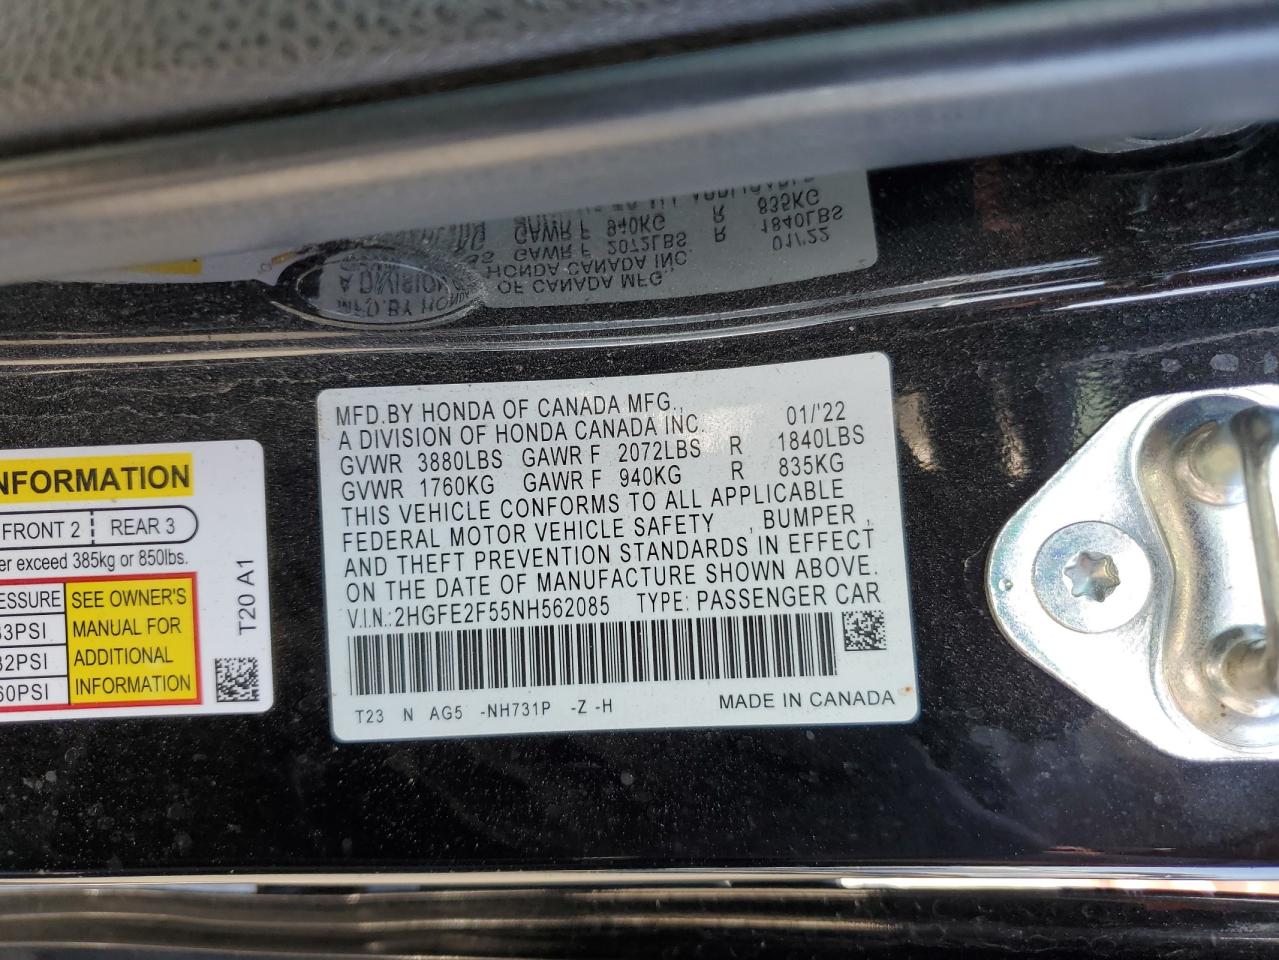 MFD.BY HONDA OF CANADA MFG., 01/'22
A DIVISION OF HONDA CANADA INC.
GVWR 3880LBS GAWR F 2072LBS R 1840LBS
GVWR 1760KG GAWR F 940KG R 835KG
THIS VEHICLE CONFORMS TO ALL APPLICABLE
FEDERAL MOTOR VEHICLE SAFETY , BUMPER ,
AND THEFT PREVENTION STANDARDS IN EFFECT
ON THE DATE OF MANUFACTURE SHOWN ABOVE.
V.I.N.: 2HGFE2F55NH562085 TYPE: PASSENGER CAR
T23 N AG5 -NH731P -Z -H MADE IN CANADA
NFORMATION
FRONT 2 REAR 3
er exceed 385kg or 850lbs.
ESSURE
33PSI
32PSI
60PSI
SEE OWNER'S
MANUAL FOR
ADDITIONAL
INFORMATION
T20 A1